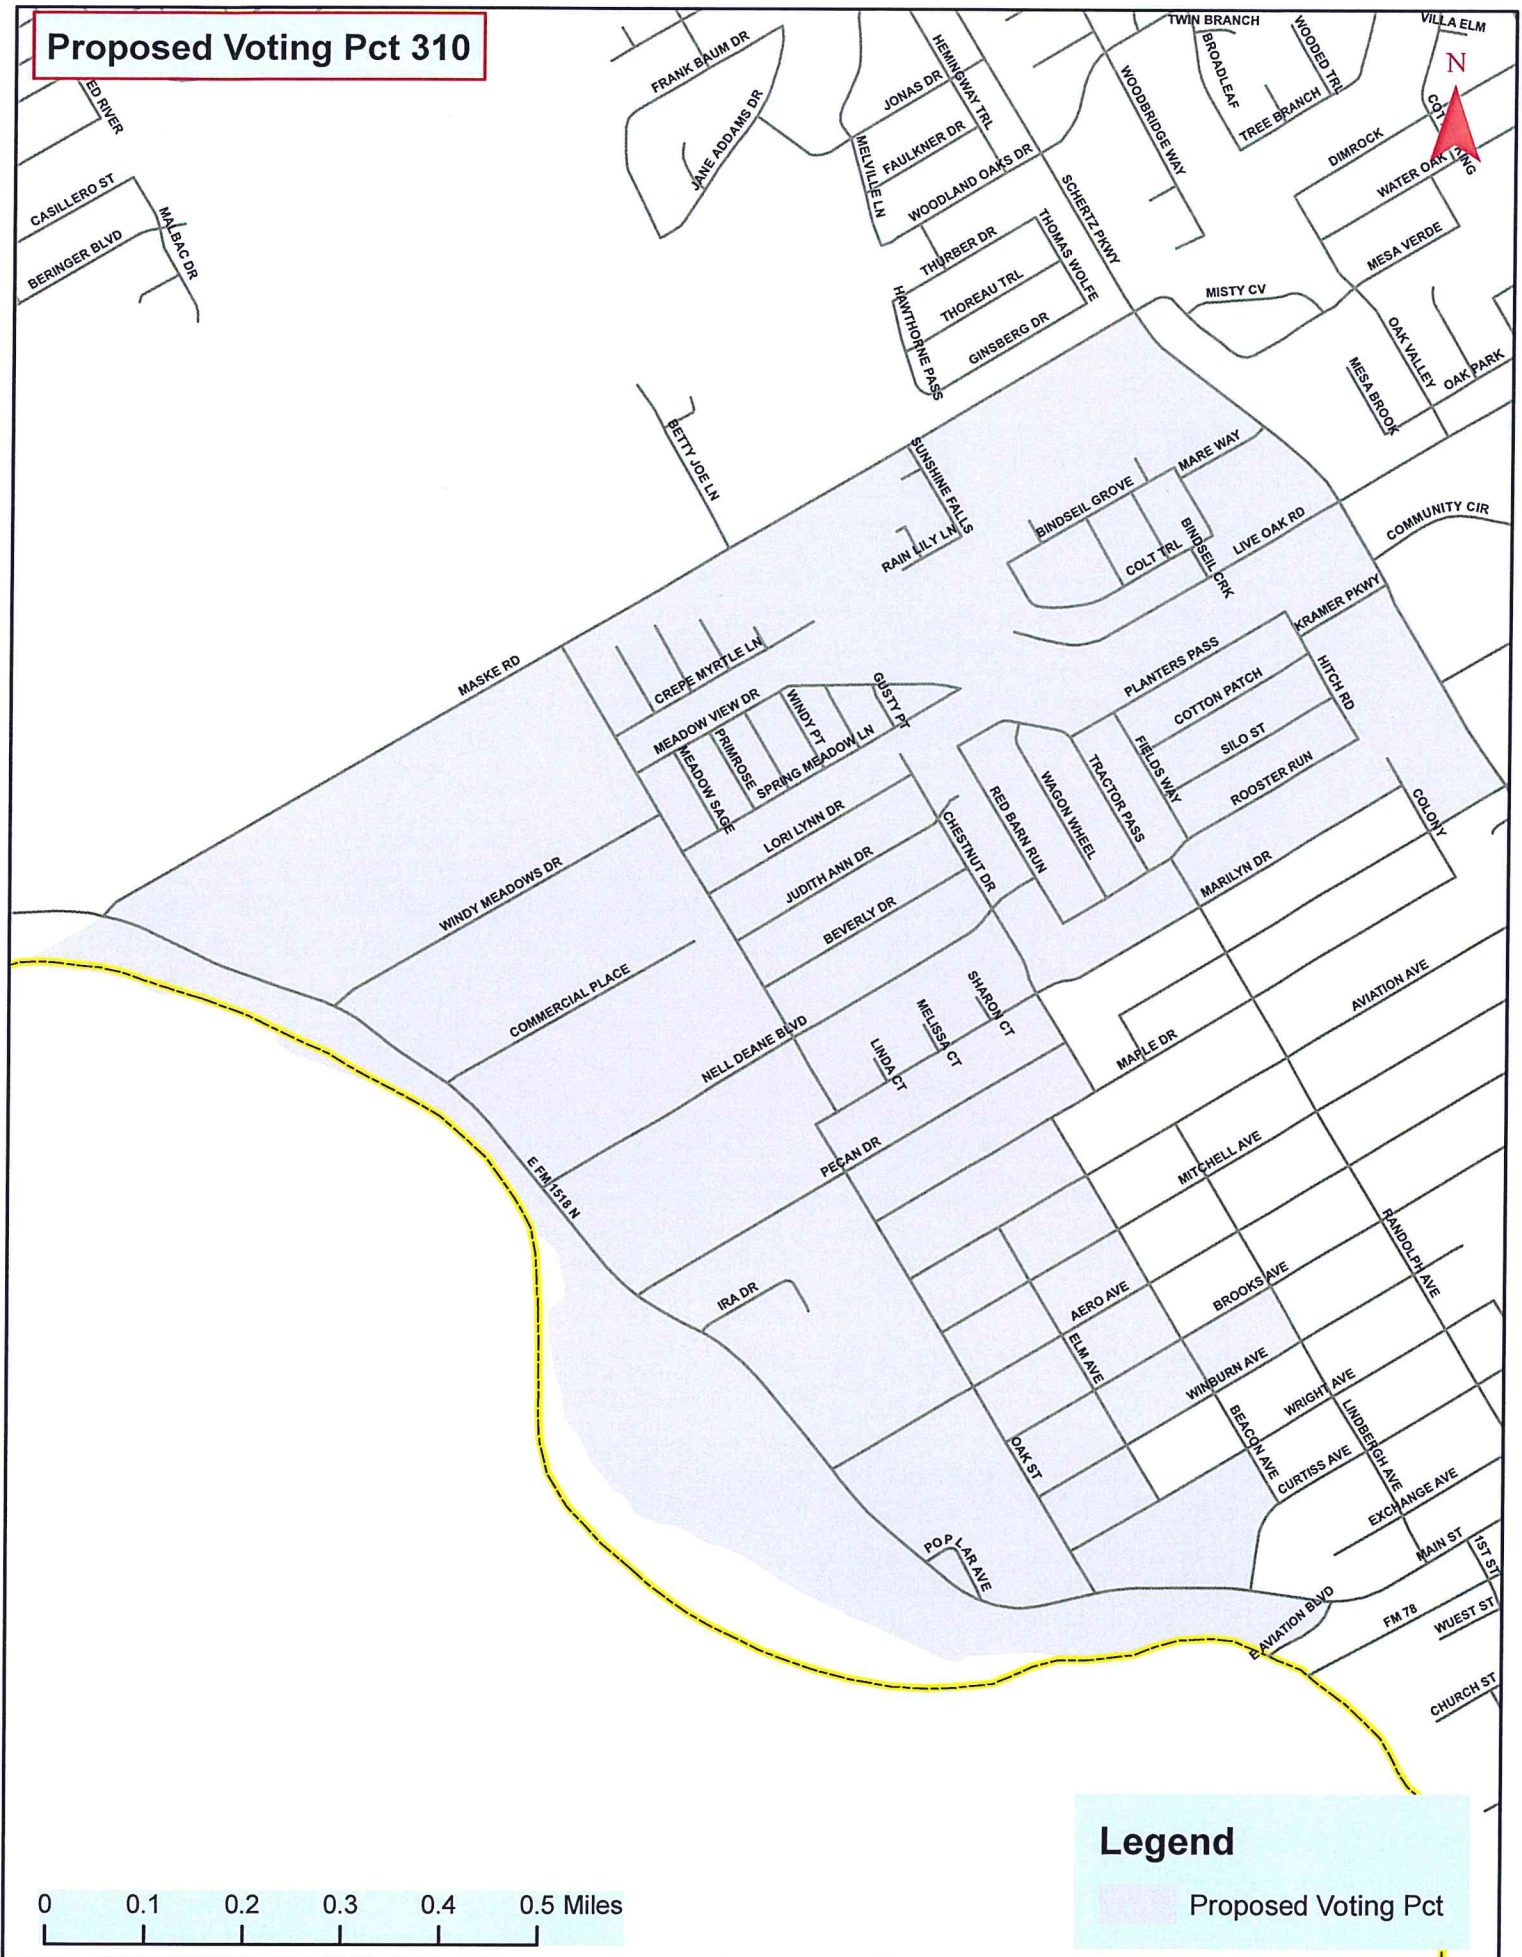 Proposed Voting Pct 310
TWIN BRANCH
VILLA ELM
N
FRANK BAUM DR
HEMINGWAY TRL
BROADLEAF
WOODED TRL
ED RIVER
JONAS DR
WOODBRIDGE WAY
TREE BRANCH
JANE ADDAMS DR
FAULKNER DR
DIMROCK
MELVILLE LN
WOODLAND OAKS DR
WATER OAK
KING
CASILLERO ST
SCHERTZ PKWY
MALBAC DR
BERINGER BLVD
THURBER DR
THOMAS WOLFE
MESA VERDE
THOREAU TRL
HAWTHORNE PASS
MISTY CV
GINSBERG DR
OAK VALLEY
MESA BROOK
OAK PARK
BETTY JOE LN
SUNSHINE FALLS
MARE WAY
BINDSEIL GROVE
RAIN LILY LN
COLT TRL
BINDSEIL CRK
LIVE OAK RD
COMMUNITY CIR
KRAMER PKWY
MASKE RD
CREPE MYRTLE LN
PLANTERS PASS
HITCH RD
MEADOW VIEW DR
WINDY PT
GUSTY PT
COTTON PATCH
PRIMROSE
MEADOW SAGE
SPRING MEADOW LN
FIELDS WAY
SILO ST
ROOSTER RUN
LORI LYNN DR
RED BARN RUN
WAGON WHEEL
TRACTOR PASS
COLONY
CHESTNUT DR
JUDITH ANN DR
MARILYN DR
WINDY MEADOWS DR
BEVERLY DR
COMMERCIAL PLACE
SHARON CT
AVIATION AVE
MELISSA CT
NELL DEANE BLVD
LINDA CT
MAPLE DR
PECAN DR
MITCHELL AVE
E FM 1518 N
RANDOLPH AVE
IRA DR
AERO AVE
BROOKS AVE
ELM AVE
WINBURN AVE
WRIGHT AVE
BEACON AVE
LINDBERGH AVE
OAK ST
CURTISS AVE
EXCHANGE AVE
POPLAR AVE
MAIN ST
1ST ST
E AVIATION BLVD
FM 78
WUEST ST
CHURCH ST
Legend
Proposed Voting Pct
0 0.1 0.2 0.3 0.4 0.5 Miles